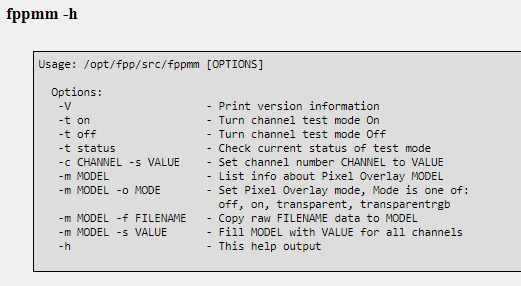 fppmm -h
Usage: /opt/fpp/src/fppmm [OPTIONS]
Options:
-V - Print version information
-t on - Turn channel test mode On
-t off - Turn channel test mode Off
-t status - Check current status of test mode
-c CHANNEL -s VALUE - Set channel number CHANNEL to VALUE
-m MODEL - List info about Pixel Overlay MODEL
-m MODEL -o MODE - Set Pixel Overlay mode, Mode is one of:
off, on, transparent, transparentrgb
-m MODEL -f FILENAME - Copy raw FILENAME data to MODEL
-m MODEL -s VALUE - Fill MODEL with VALUE for all channels
-h - This help output